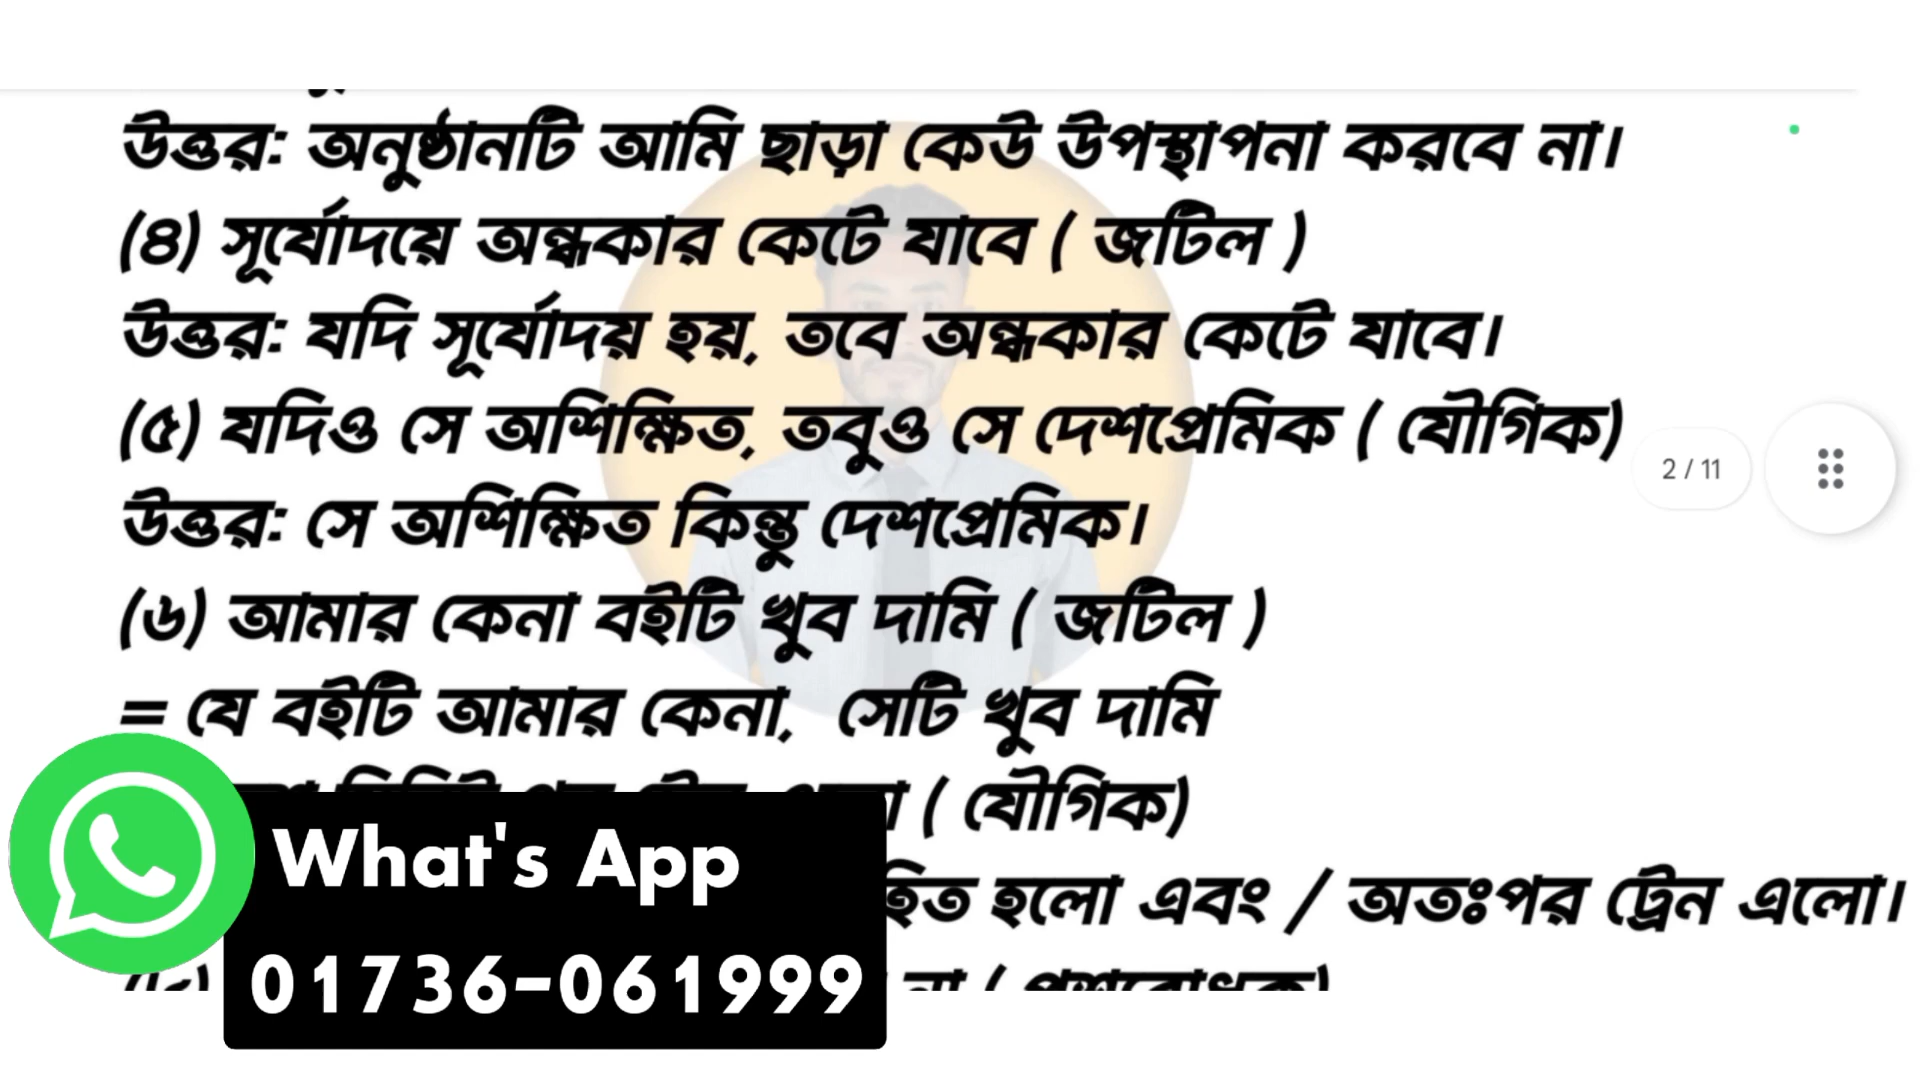 উত্তর: অনুষ্ঠানটি আমি ছাড়া কেউ উপস্থাপনা করবে না।
(৪) সূর্যোদয়ে অন্ধকার কেটে যাবে ( জটিল )
উত্তর: যদি সূর্যোদয় হয়, তবে অন্ধকার কেটে যাবে।
(৫) যদিও সে অশিক্ষিত, তবুও সে দেশপ্রেমিক ( যৌগিক)
2 / 11
উত্তর: সে অশিক্ষিত কিন্তু দেশপ্রেমিক।
(৬) আমার কেনা বইটি খুব দামি ( জটিল )
= যে বইটি আমার কেনা, সেটি খুব দামি
( যৌগিক)
What's App
হলো এবং / অতঃপর ট্রেন এলো।
01736-061999